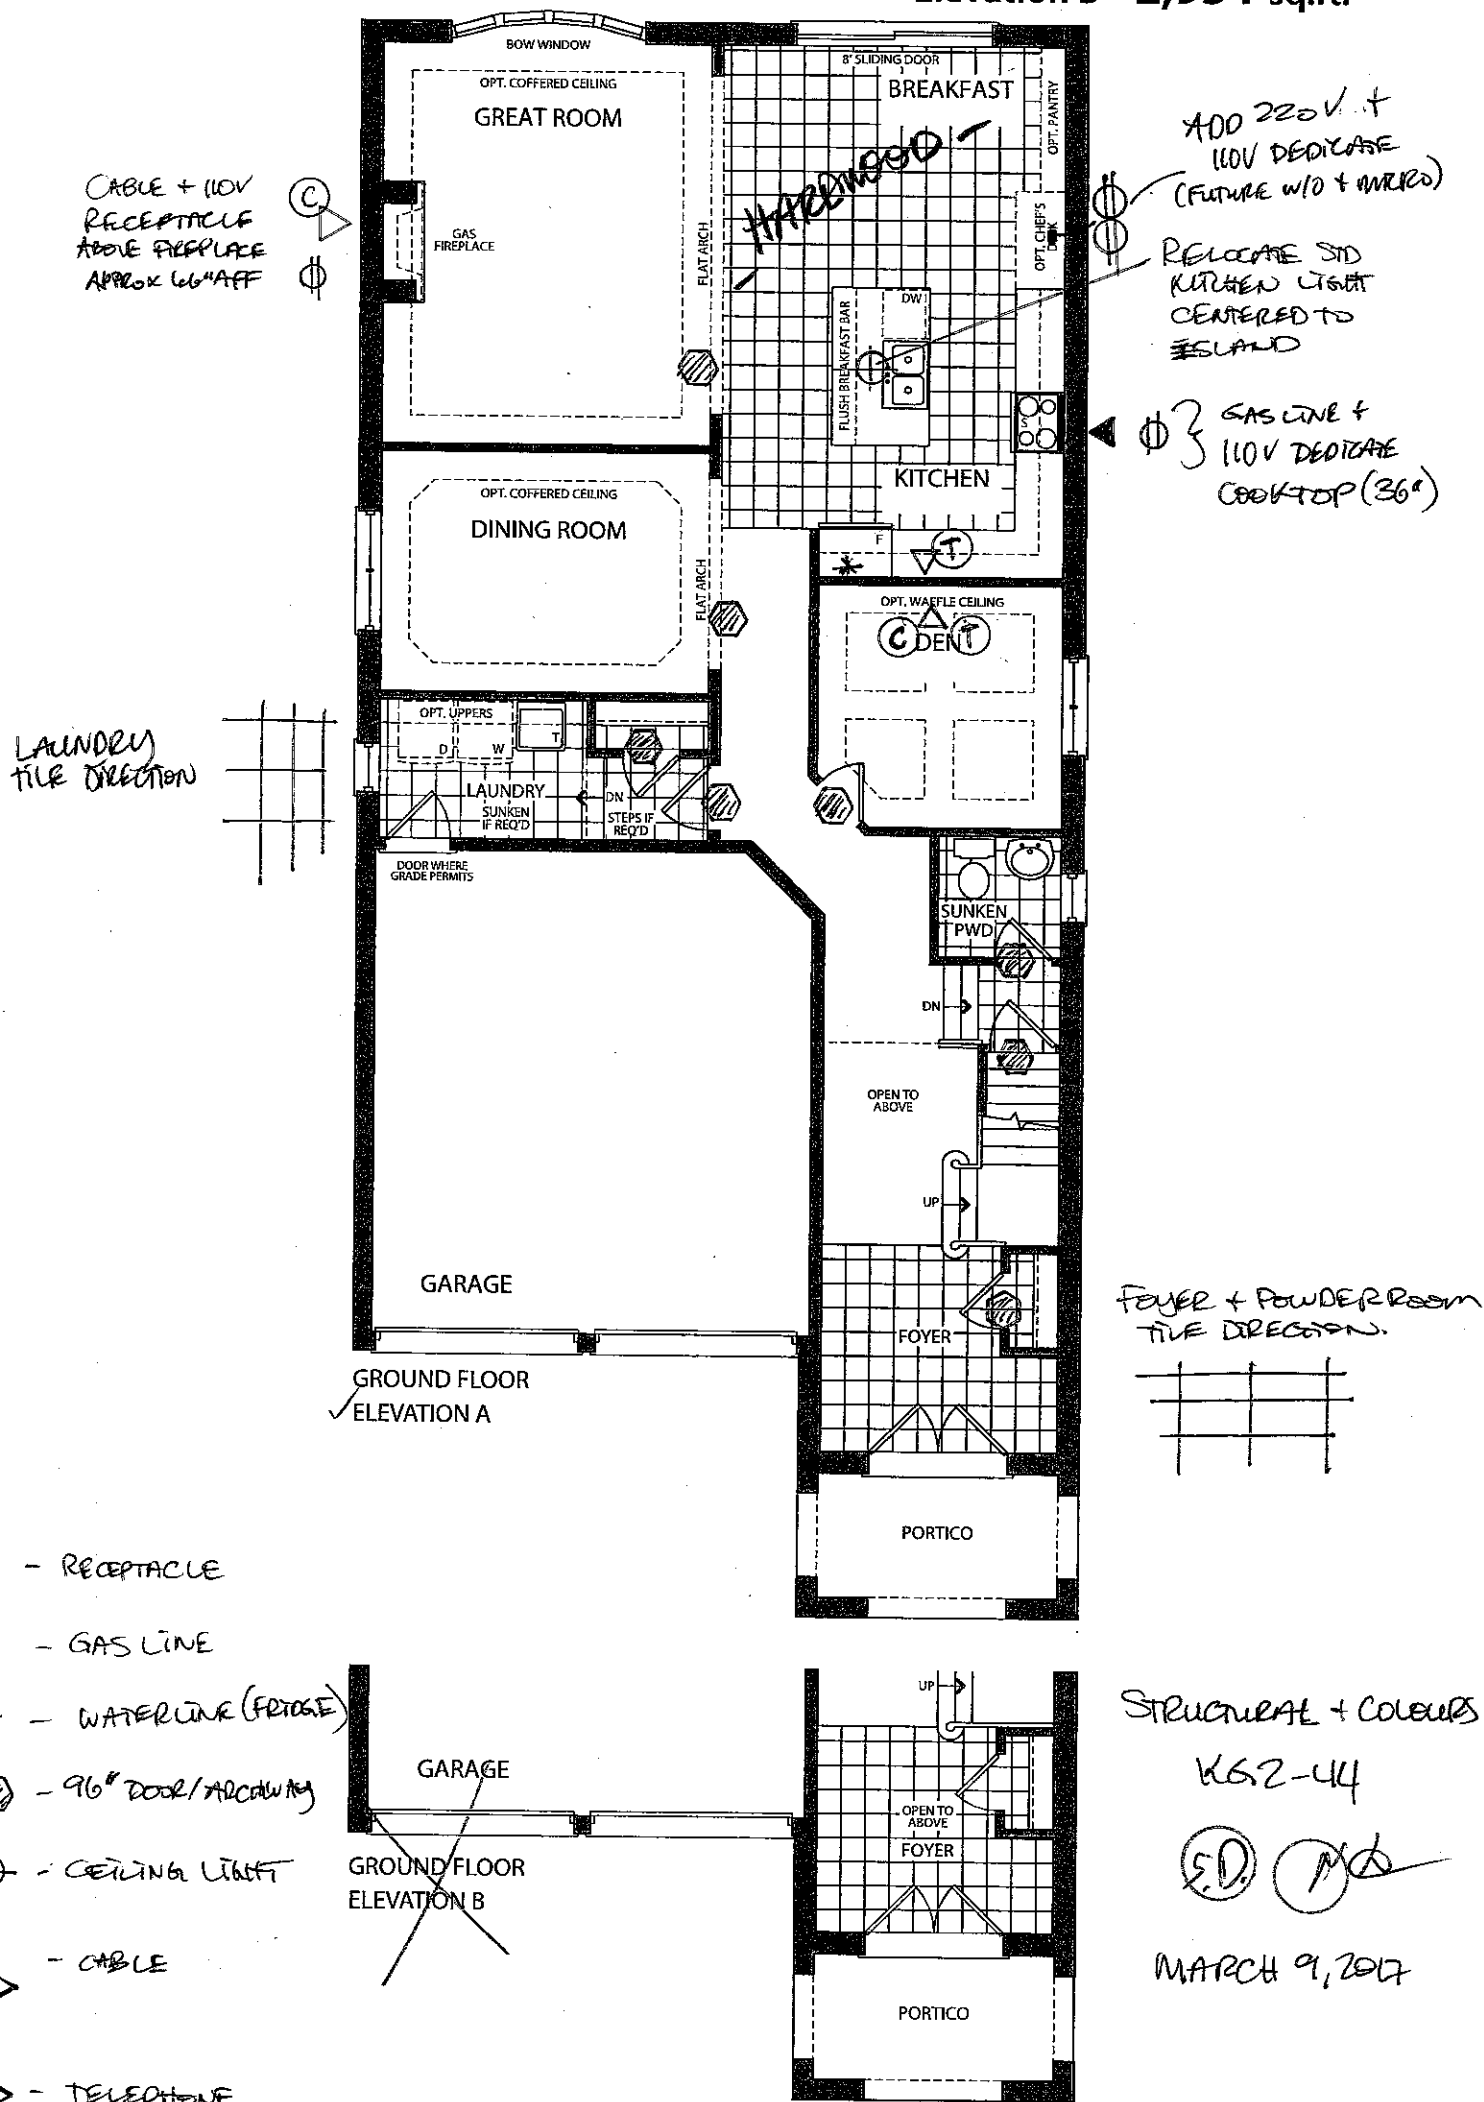 BOW WINDOW
8' SLIDING DOOR
OPT. COFFERED CEILING
GREAT ROOM
BREAKFAST
OPT. PANTRY
HARDWOOD
ADD 220V +
110V DEDICATE
(FUTURE W/O + MICRO)
CABLE + 110V
RECEPTACLE
ABOVE FIREPLACE
APPROX 66" AFF
C
GAS
FIREPLACE
FLAT ARCH
OPT. CHEF'S
RELOCATE STD
KITCHEN LIGHT
CENTERED TO
ISLAND
DW
FLUSH BREAKFAST BAR
S
GAS LINE +
110V DEDICATE
COOKTOP (36")
KITCHEN
OPT. COFFERED CEILING
DINING ROOM
F
T
FLAT ARCH
OPT. WAFFLE CEILING
C DEN T
LAUNDRY
TILE DIRECTION
OPT. UPPERS
D
W
T
LAUNDRY
SUNKEN
IF REQ'D
DN
STEPS IF
REQ'D
DOOR WHERE
GRADE PERMITS
SUNKEN
PWD
DN
OPEN TO
ABOVE
UP
GARAGE
FOYER
FOYER + POWDER ROOM
TILE DIRECTION.
GROUND FLOOR
ELEVATION A
PORTICO
- RECEPTACLE
- GAS LINE
- WATERLINE (FRIDGE)
- 96" DOOR/ARCHWAY
- CEILING LIGHT
- CABLE
- TELEPHONE
UP
GARAGE
OPEN TO
ABOVE
FOYER
GROUND FLOOR
ELEVATION B
PORTICO
STRUCTURAL + COLOURS
KG2-44
S.D.
MARCH 9, 2017